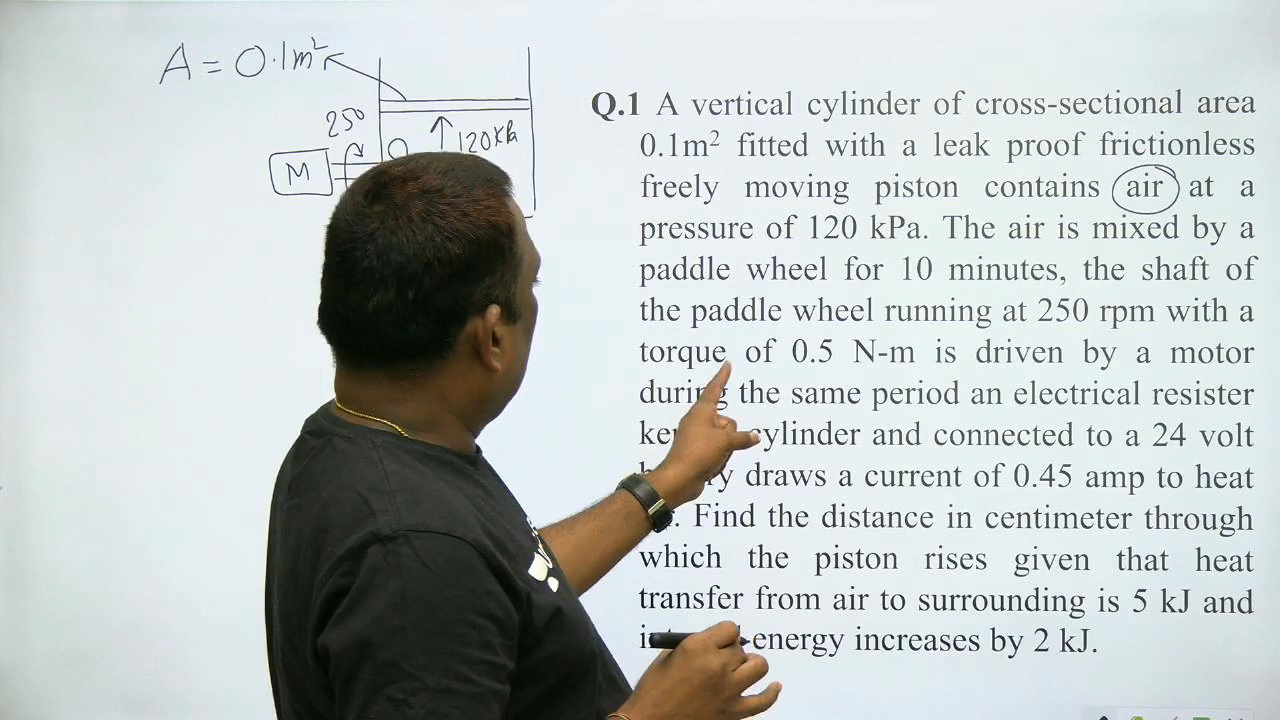 A = 0.1m²
250
120 kPa
M
Q.1 A vertical cylinder of cross-sectional area
0.1m² fitted with a leak proof frictionless
freely moving piston contains air at a
pressure of 120 kPa. The air is mixed by a
paddle wheel for 10 minutes, the shaft of
the paddle wheel running at 250 rpm with a
torque of 0.5 N-m is driven by a motor
during the same period an electrical resister
cylinder and connected to a 24 volt
draws a current of 0.45 amp to heat
Find the distance in centimeter through
which the piston rises given that heat
transfer from air to surrounding is 5 kJ and
energy increases by 2 kJ.